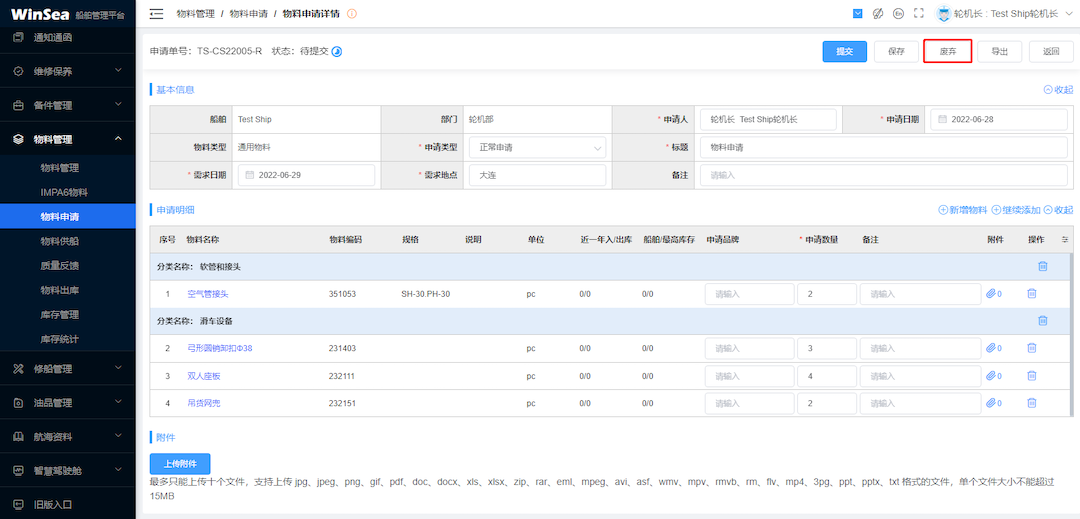 WinSea 船舶管理平台
物料管理 / 物料申请 / 物料申请详情
En
轮机长：Test Ship轮机长
通知通函
维修保养
备件管理
物料管理
物料管理
IMPA6物料
物料申请
物料供船
质量反馈
物料出库
库存管理
库存统计
修船管理
油品管理
航海资料
智慧驾驶舱
旧版入口
申请单号：TS-CS22005-R 状态：待提交
提交 保存 废弃 导出 返回
基本信息 收起
船舶 Test Ship 部门 轮机部 * 申请人 轮机长 Test Ship轮机长 * 申请日期 2022-06-28
物料类型 通用物料 * 申请类型 正常申请 * 标题 物料申请
* 需求日期 2022-06-29 * 需求地点 大连 备注 请输入
申请明细 新增物料 继续添加 收起
序号 物料名称 物料编码 规格 说明 单位 近一年入/出库 船舶/最高库存 申请品牌 * 申请数量 备注 附件 操作
分类名称： 软管和接头
1 空气管接头 351053 SH-30.PH-30 pc 0/0 0/0 请输入 2 请输入 0
分类名称： 滑车设备
2 弓形圆销卸扣Φ38 231403 pc 0/0 0/0 请输入 3 请输入 0
3 双人座板 232111 pc 0/0 0/0 请输入 4 请输入 0
4 吊货网兜 232151 pc 0/0 0/0 请输入 2 请输入 0
附件
上传附件
最多只能上传十个文件，支持上传 jpg、jpeg、png、gif、pdf、doc、docx、xls、xlsx、zip、rar、eml、mpeg、avi、asf、wmv、mpv、rmvb、rm、flv、mp4、3pg、ppt、pptx、txt 格式的文件，单个文件大小不能超过
15MB